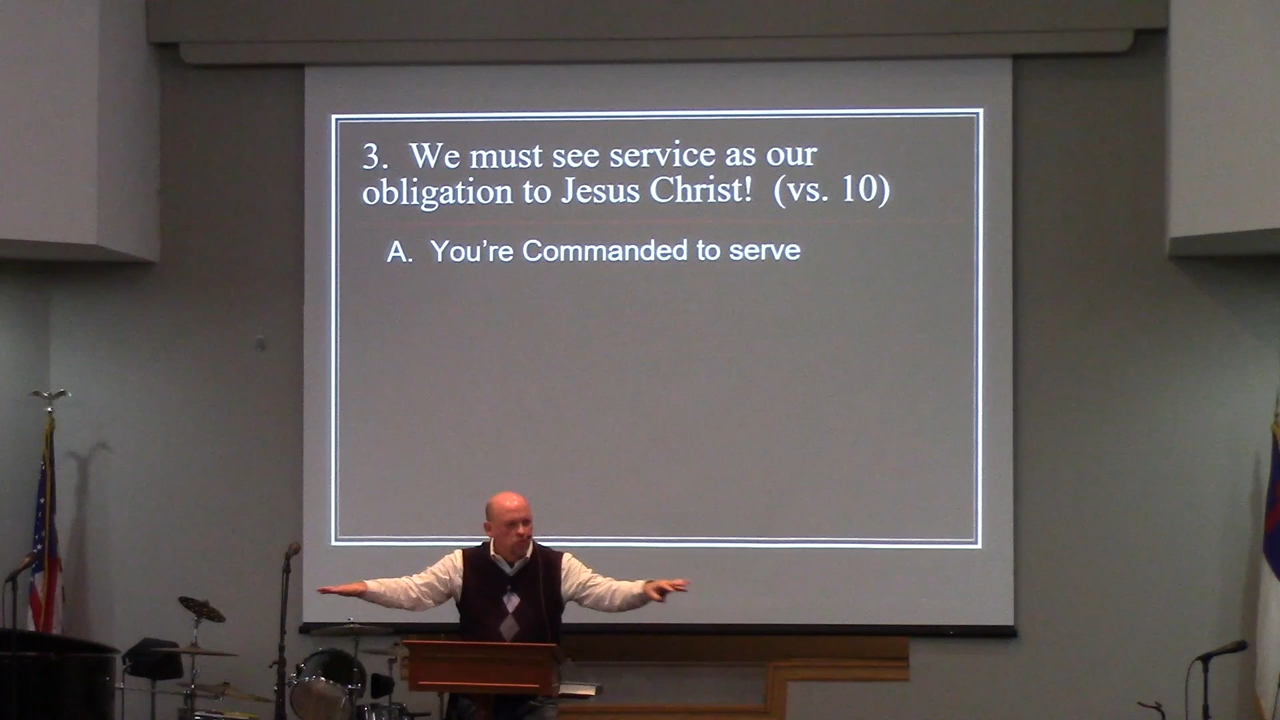 3. We must see service as our
obligation to Jesus Christ! (vs. 10)
A. You’re Commanded to serve